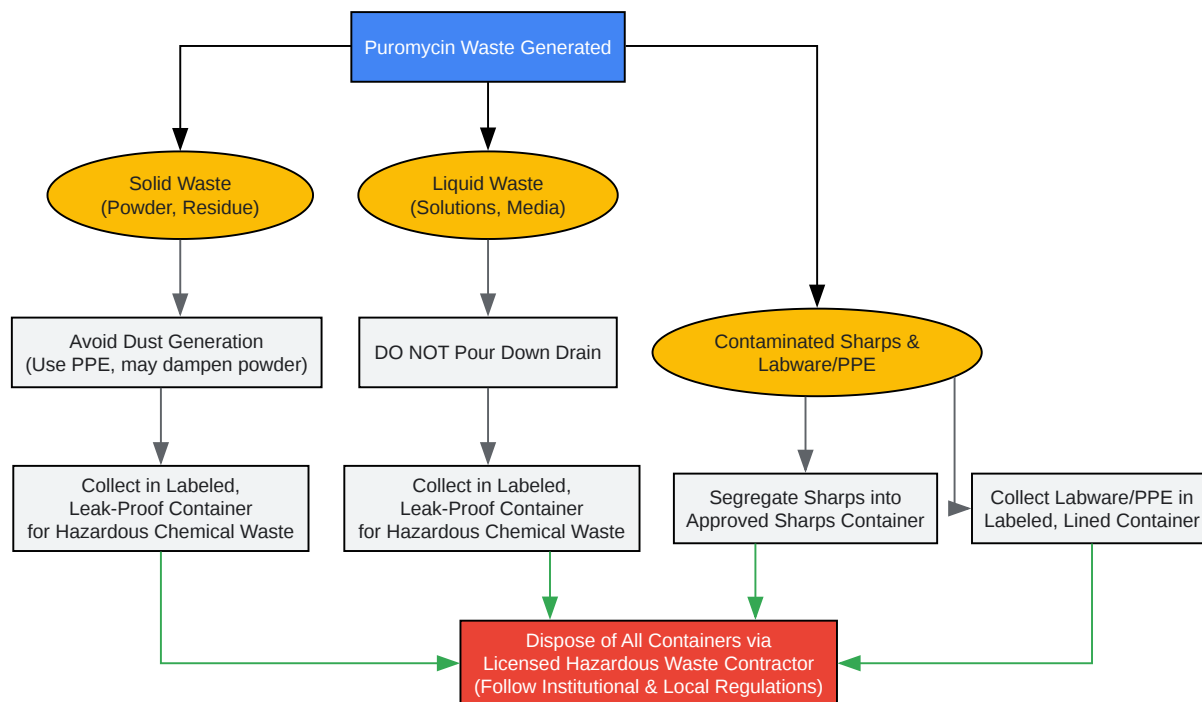 Puromycin Waste Generated
Solid Waste
(Powder, Residue)
Liquid Waste
(Solutions, Media)
Avoid Dust Generation
(Use PPE, may dampen powder)
DO NOT Pour Down Drain
Contaminated Sharps &
Labware/PPE
Collect in Labeled,
Leak-Proof Container
for Hazardous Chemical Waste
Collect in Labeled,
Leak-Proof Container
for Hazardous Chemical Waste
Segregate Sharps into
Approved Sharps Container
Collect Labware/PPE in
Labeled, Lined Container
Dispose of All Containers via
Licensed Hazardous Waste Contractor
(Follow Institutional & Local Regulations)